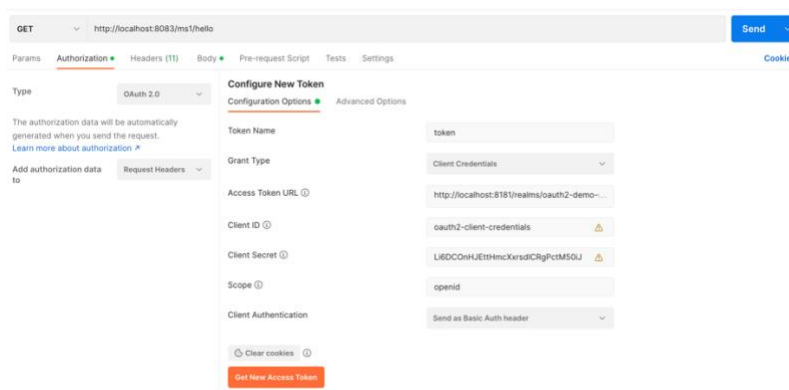 GET http://localhost:8083/ms1/hello Send
Params Authorization Headers (11) Body Pre-request Script Tests Settings Cookie
Type OAuth 2.0
The authorization data will be automatically
generated when you send the request.
Learn more about authorization ↗
Add authorization data
to
Request Headers
Configure New Token
Configuration Options Advanced Options
Token Name token
Grant Type Client Credentials
Access Token URL http://localhost:8181/realms/oauth2-demo-...
Client ID oauth2-client-credentials
Client Secret
Scope openid
Client Authentication Send as Basic Auth header
Clear cookies
Get New Access Token